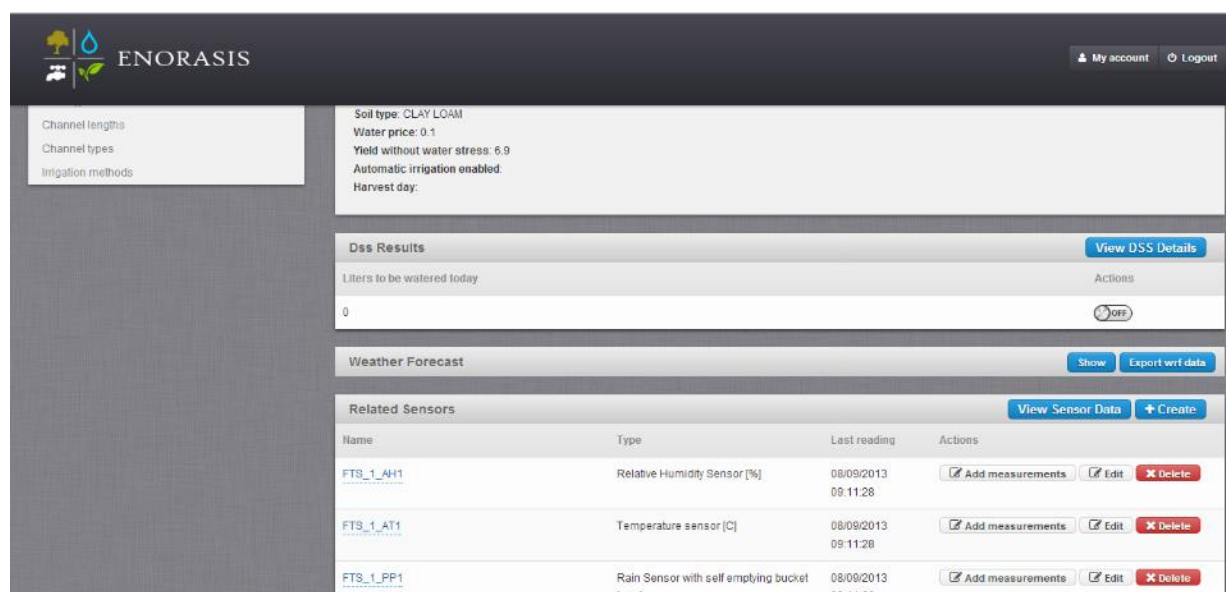 ENORASIS
My account Logout
Channel lengths
Channel types
Irrigation methods
Soil type: CLAY LOAM
Water price: 0.1
Yield without water stress: 6.9
Automatic irrigation enabled:
Harvest day:
Dss Results View DSS Details
Liters to be watered today Actions
0 OFF
Weather Forecast Show Export wrf data
Related Sensors View Sensor Data + Create
Name Type Last reading Actions
FTS_1_AH1 Relative Humidity Sensor [%] 08/09/2013 Add measurements Edit Delete
09:11:28
FTS_1_AT1 Temperature sensor [C] 08/09/2013 Add measurements Edit Delete
09:11:28
FTS_1_PP1 Rain Sensor with self emptying bucket 08/09/2013 Add measurements Edit Delete